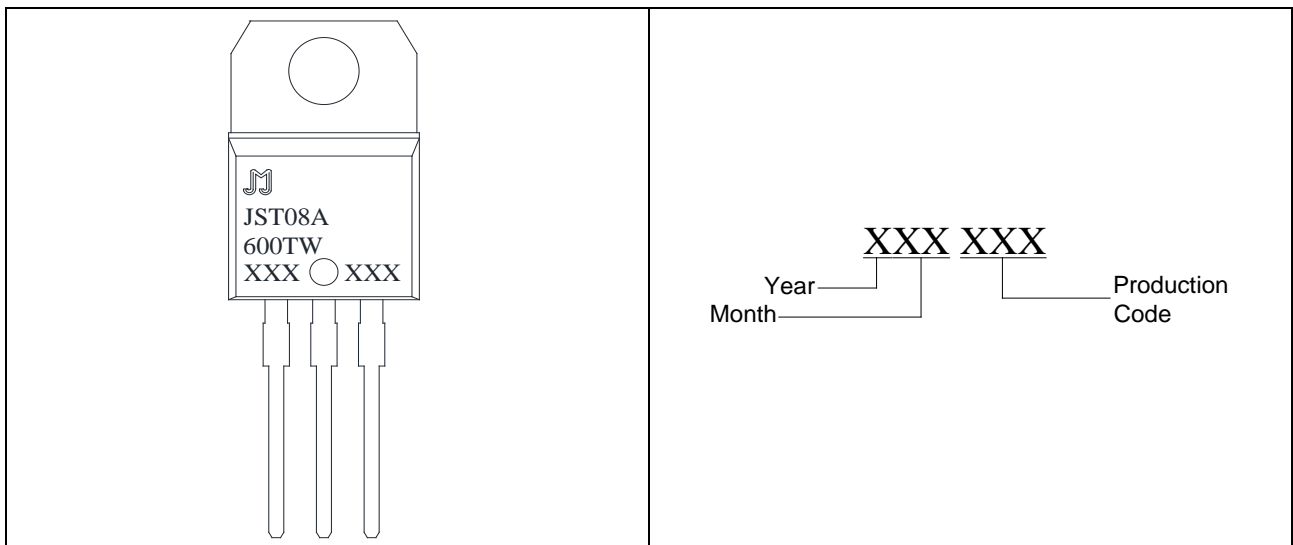 JST08A
600TW
XXX XXX
XXX XXX
Year
Month
Production
Code